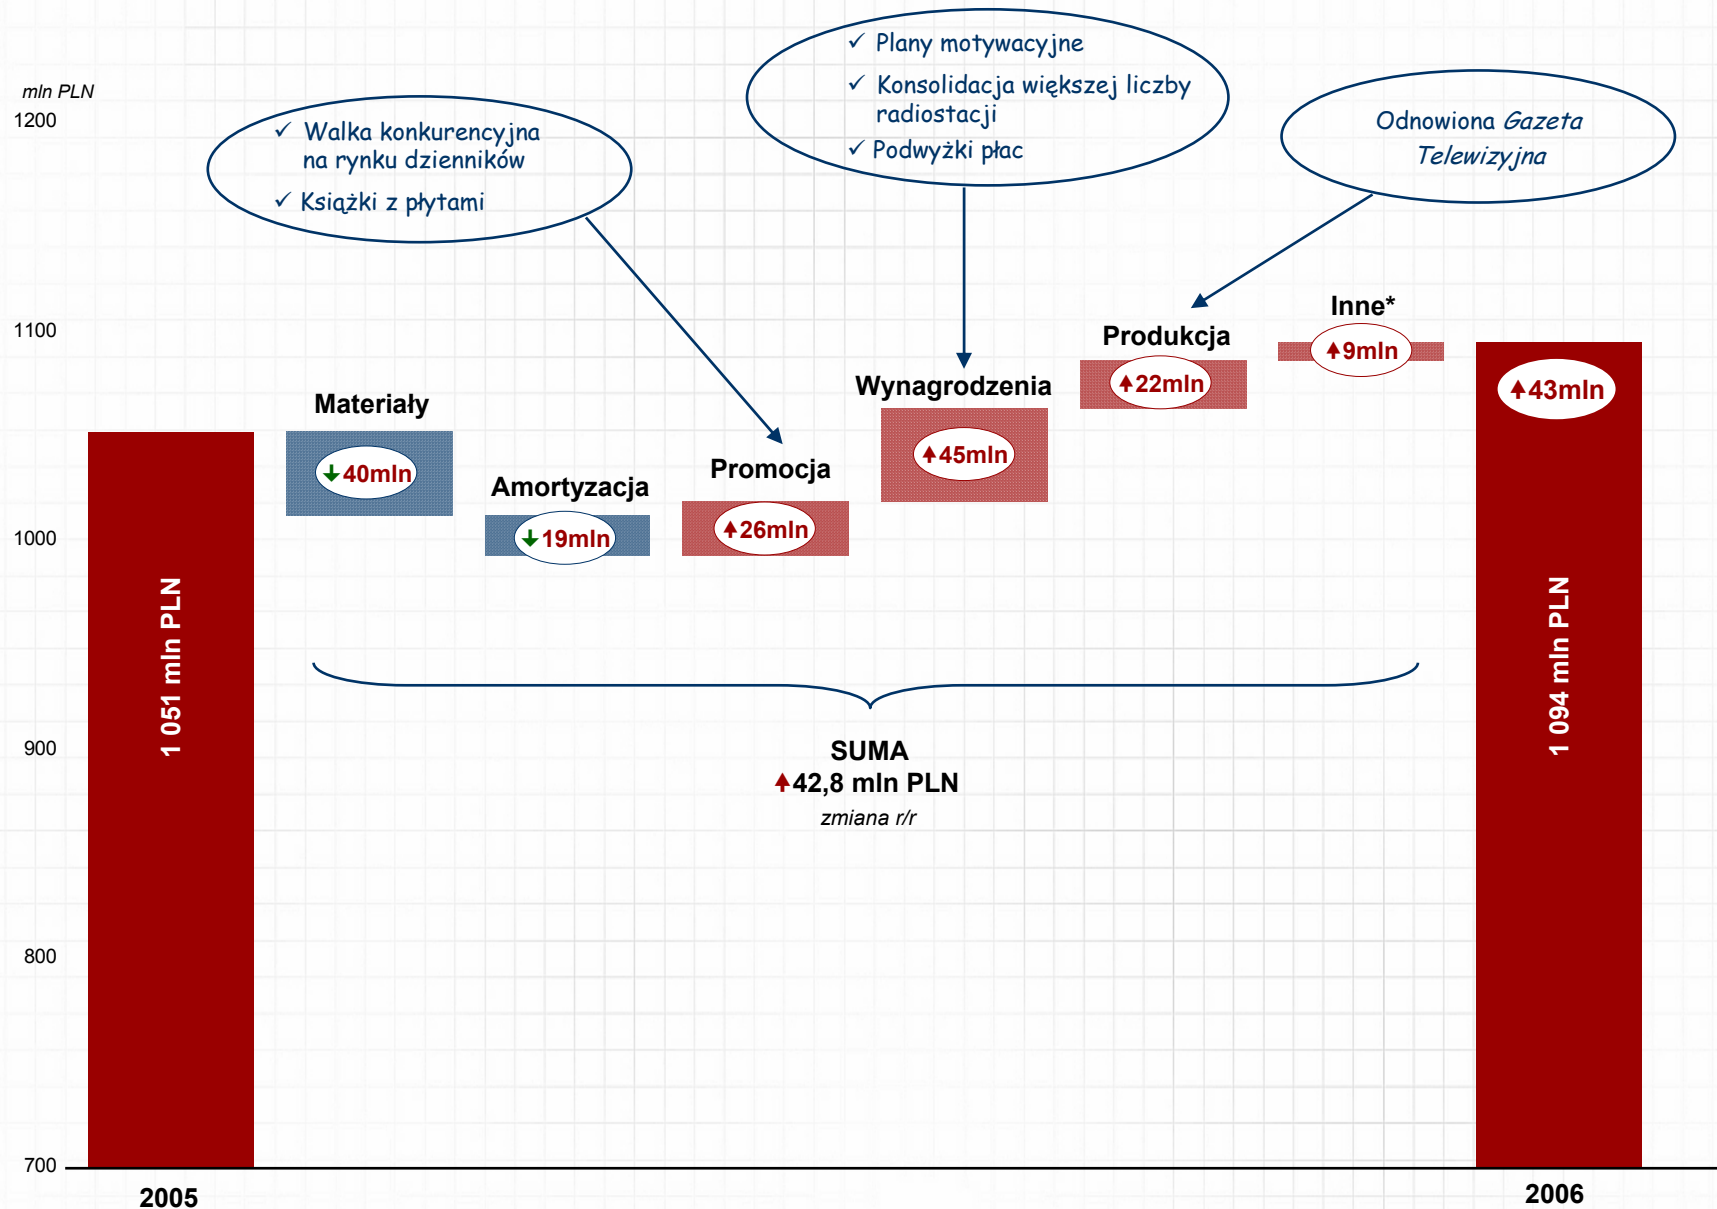 ✓ Plany motywacyjne
✓ Konsolidacja większej liczby
radiostacji
✓ Podwyżki płac
mln PLN
1200
✓ Walka konkurencyjna
na rynku dzienników
✓ Książki z płytami
Odnowiona Gazeta
Telewizyjna
1100
Inne*
↑9mln
Produkcja
↑22mln
Wynagrodzenia
↑45mln
↑43mln
Materiały
↓40mln
Promocja
↑26mln
Amortyzacja
↓19mln
1000
1 051 mln PLN
1 094 mln PLN
900
SUMA
↑42,8 mln PLN
zmiana r/r
800
700
2005
2006